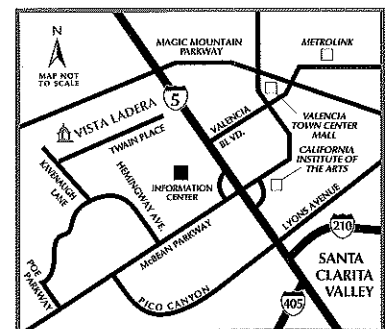 N
MAP NOT
TO SCALE
MAGIC MOUNTAIN
PARKWAY
METROLINK
5
VISTA LADERA
TWAIN PLACE
VALENCIA
BLVD.
VALENCIA
TOWN CENTER
MALL
CALIFORNIA
INSTITUTE OF
THE ARTS
KAVENAUGH
LANE
HEMINGWAY AVE.
INFORMATION
CENTER
LYONS AVENUE
McBEAN PARKWAY
POE
PARKWAY
PICO CANYON
210
SANTA
CLARITA
VALLEY
405